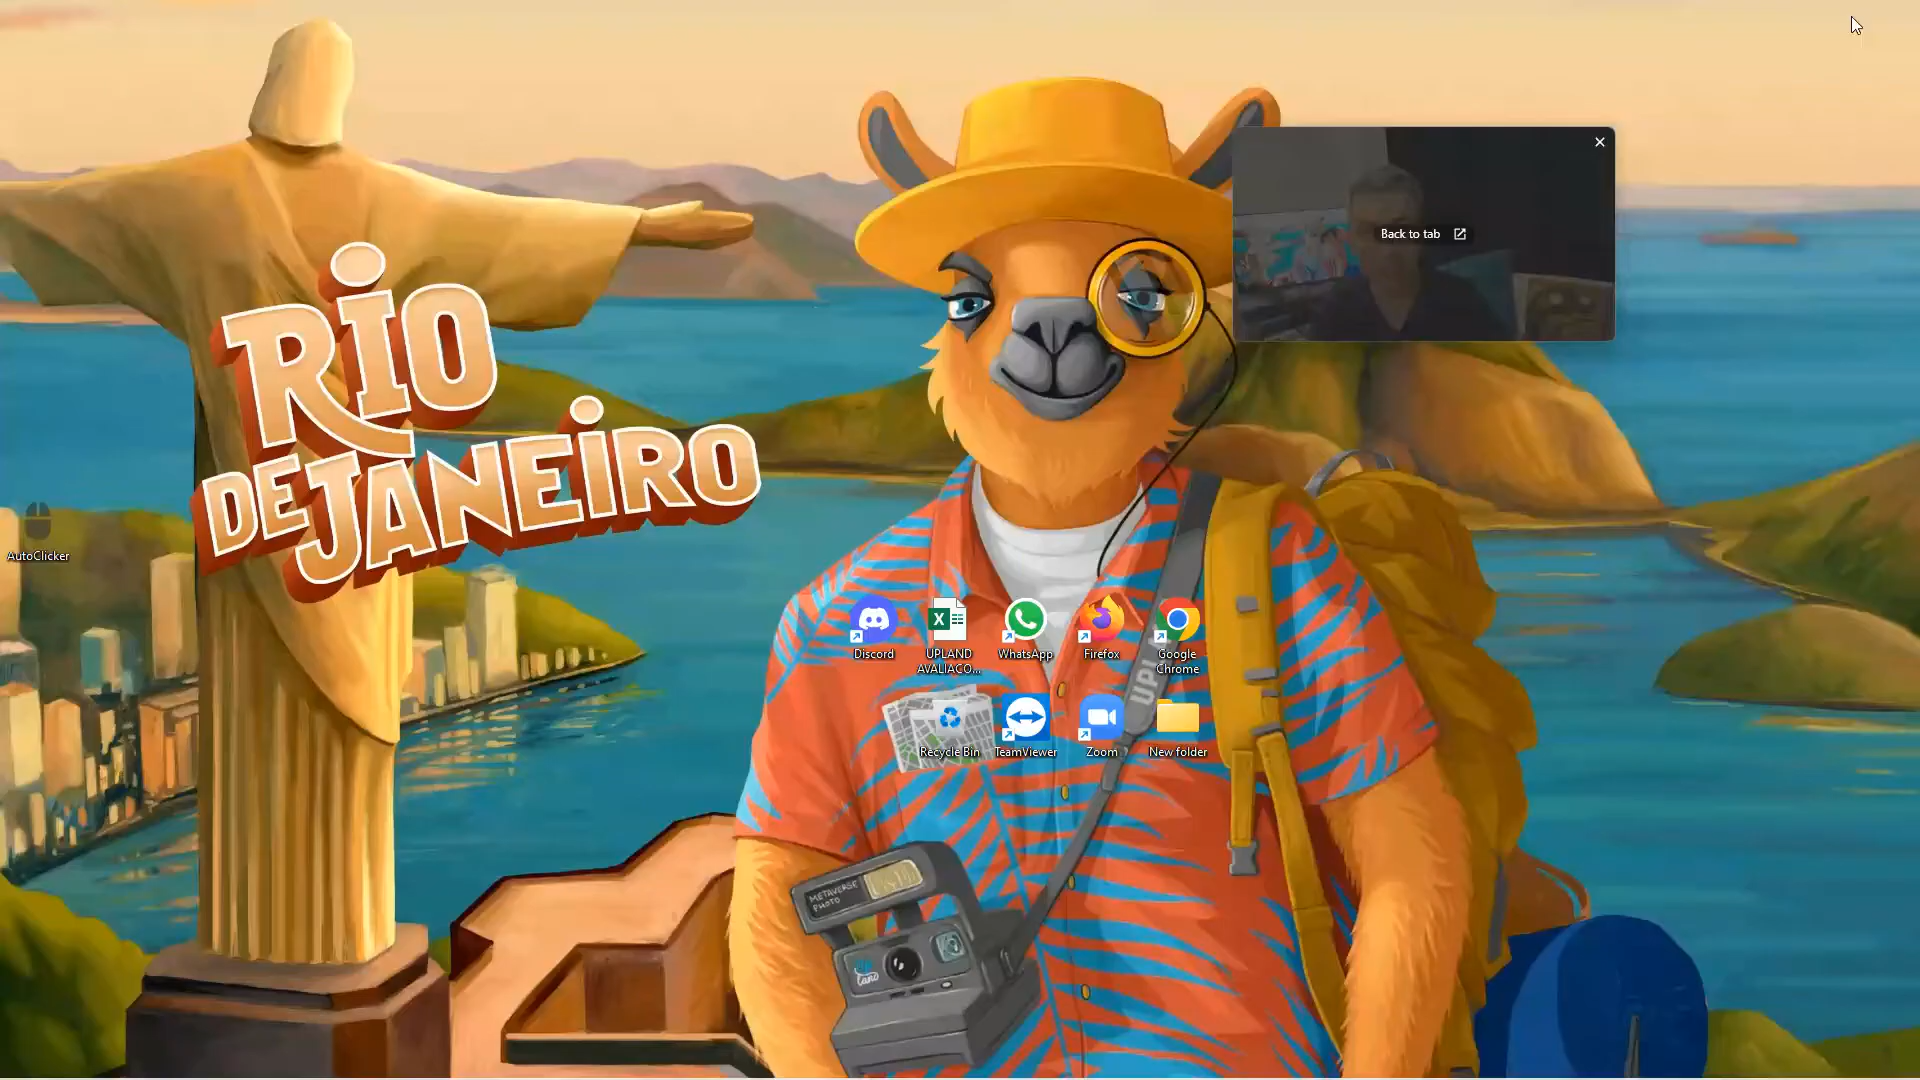 RIO
DE JANEIRO
Back to tab
AutoClicker
Discord
UPLAND
AVALIACO...
WhatsApp
Firefox
Google
Chrome
Recycle Bin
TeamViewer
Zoom
New folder
UPL
METAVERSE
PHOTO